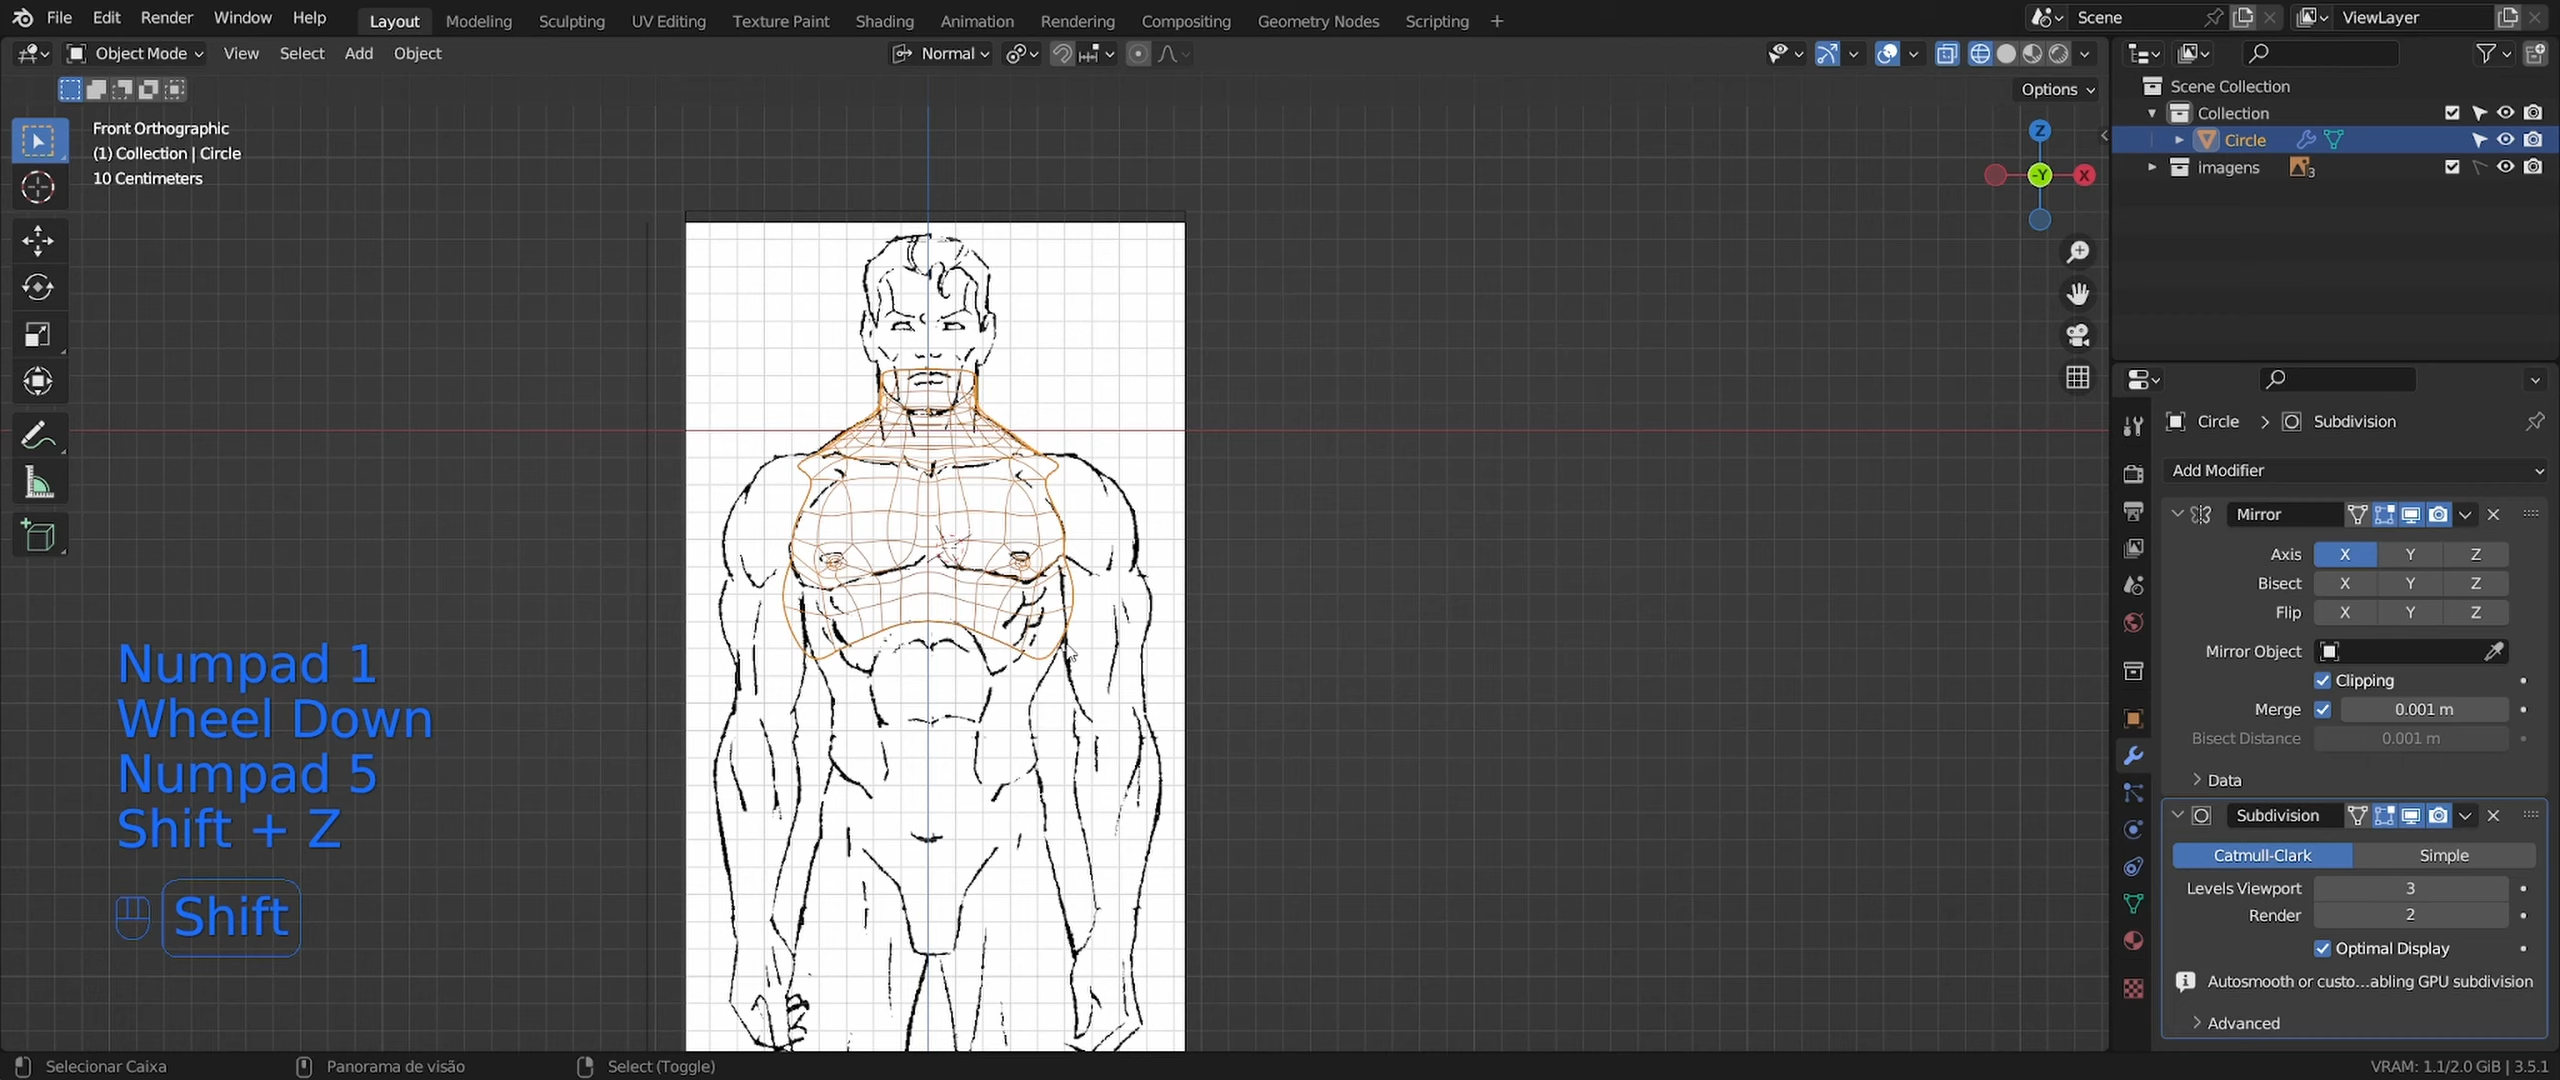 File Edit Render Window Help Layout Modeling Sculpting UV Editing Texture Paint Shading Animation Rendering Compositing Geometry Nodes Scripting + Scene ViewLayer
Object Mode View Select Add Object Normal
Options
Front Orthographic
(1) Collection | Circle
10 Centimeters
Z
-Y X
Scene Collection
Collection
Circle
Imagens 3
Circle > Subdivision
Add Modifier
Mirror
Axis X Y Z
Bisect X Y Z
Flip X Y Z
Mirror Object
Clipping
Merge 0.001 m
Bisect Distance 0.001 m
Data
Subdivision
Catmull-Clark Simple
Levels Viewport 3
Render 2
Optimal Display
Autosmooth or custo...abling GPU subdivision
Advanced
Numpad 1
Wheel Down
Numpad 5
Shift + Z
Shift
Selecionar Caixa Panorama de visão Select (Toggle) VRAM: 1.1/2.0 GiB | 3.5.1